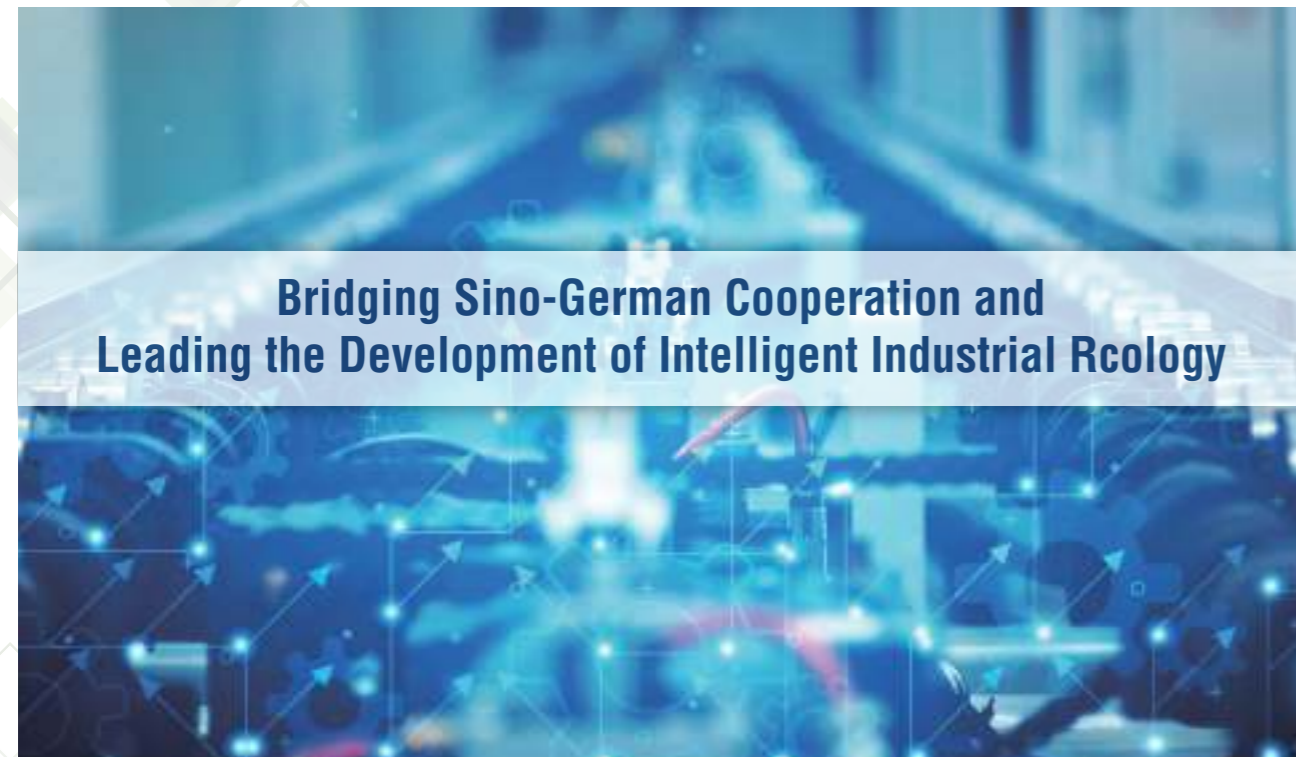 Bridging Sino-German Cooperation and
Leading the Development of Intelligent Industrial Rcology